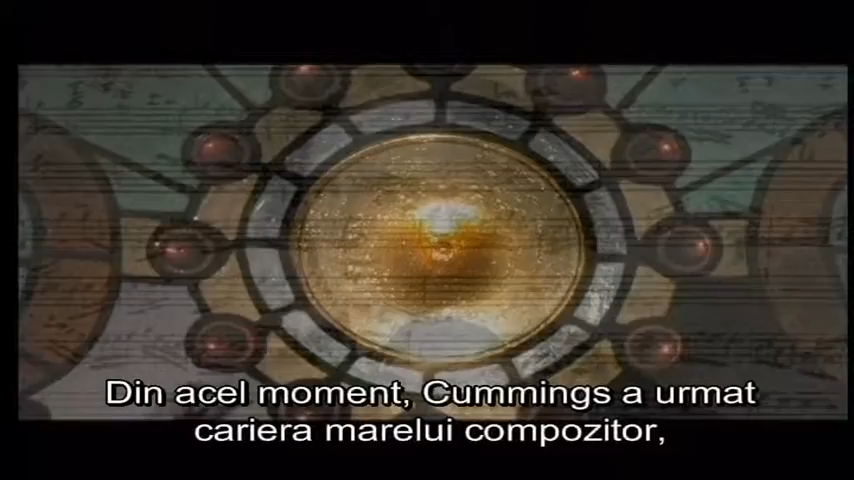 Din acel moment, Cummings a urmat
cariera marelui compozitor,